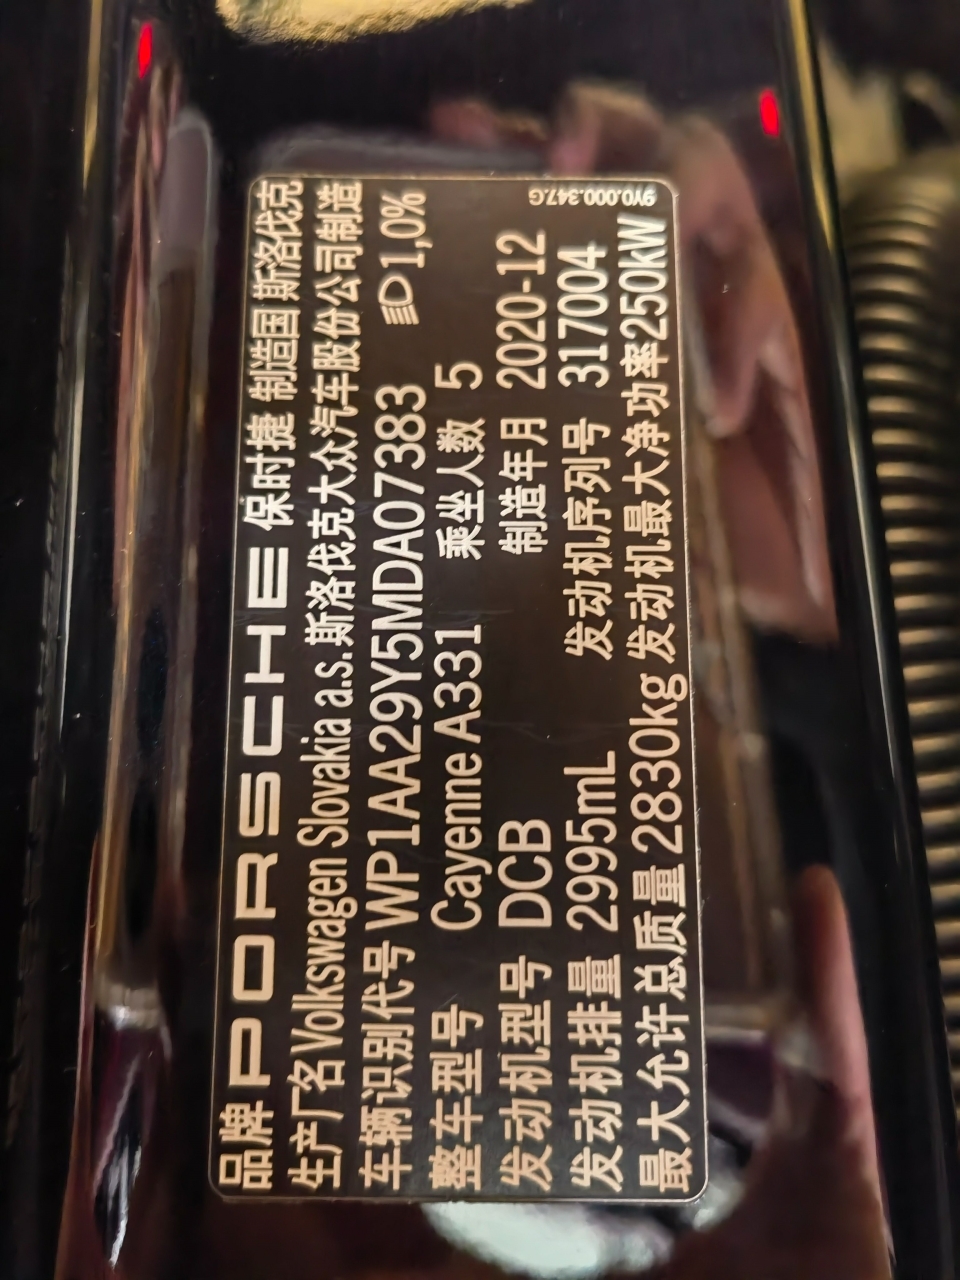 品牌 PORSCHE 保时捷 制造国 斯洛伐克
生产厂名 Volkswagen Slovakia a.s.斯洛伐克大众汽车股份公司制造
车辆识别代号 WP1AA29Y5MDA07383 1,0%
整车型号 Cayenne A331 乘坐人数 5
发动机型号 DCB 制造年月 2020-12
发动机排量 2995mL 发动机序列号 317004
最大允许总质量 2830kg 发动机最大净功率250kW
9Y0.000.347.G